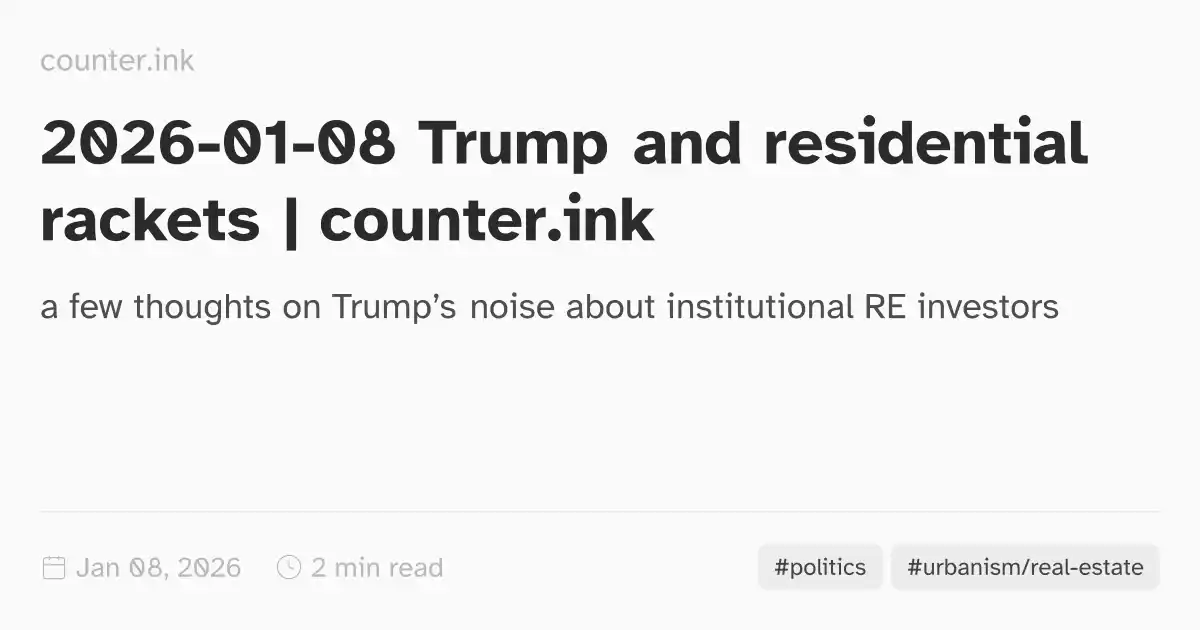 counter.ink
2026-01-08 Trump and residential
rackets | counter.ink
a few thoughts on Trump’s noise about institutional RE investors
Jan 08, 2026 2 min read #politics #urbanism/real-estate